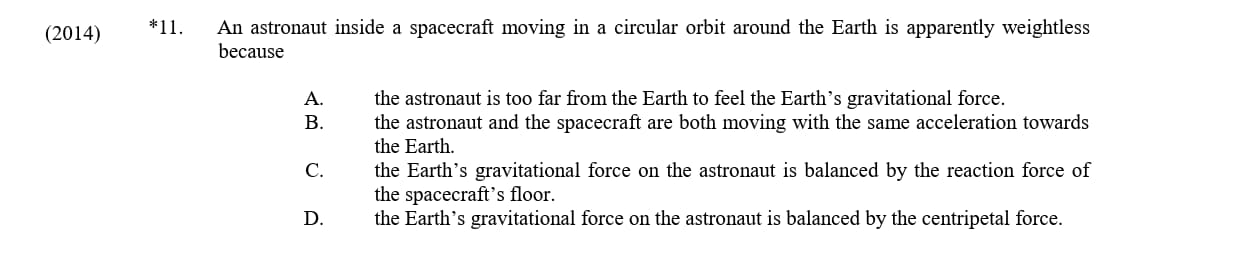 (2014) *11. An astronaut inside a spacecraft moving in a circular orbit around the Earth is apparently weightless
because
A. the astronaut is too far from the Earth to feel the Earth’s gravitational force.
B. the astronaut and the spacecraft are both moving with the same acceleration towards
the Earth.
C. the Earth’s gravitational force on the astronaut is balanced by the reaction force of
the spacecraft’s floor.
D. the Earth’s gravitational force on the astronaut is balanced by the centripetal force.